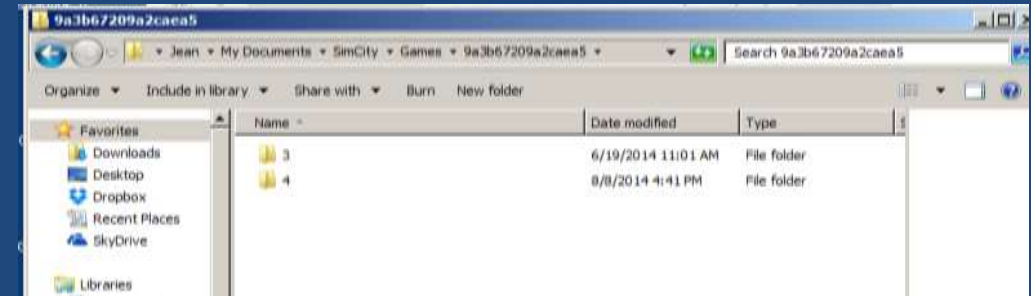 9a3b67209a2caea5
Jean My Documents SimCity Games 9a3b67209a2caea5 Search 9a3b67209a2caea5
Organize Include in library Share with Burn New folder
Favorites
Downloads
Desktop
Dropbox
Recent Places
SkyDrive
Libraries
Name Date modified Type
3 6/19/2014 11:01 AM File folder
4 8/8/2014 4:41 PM File folder